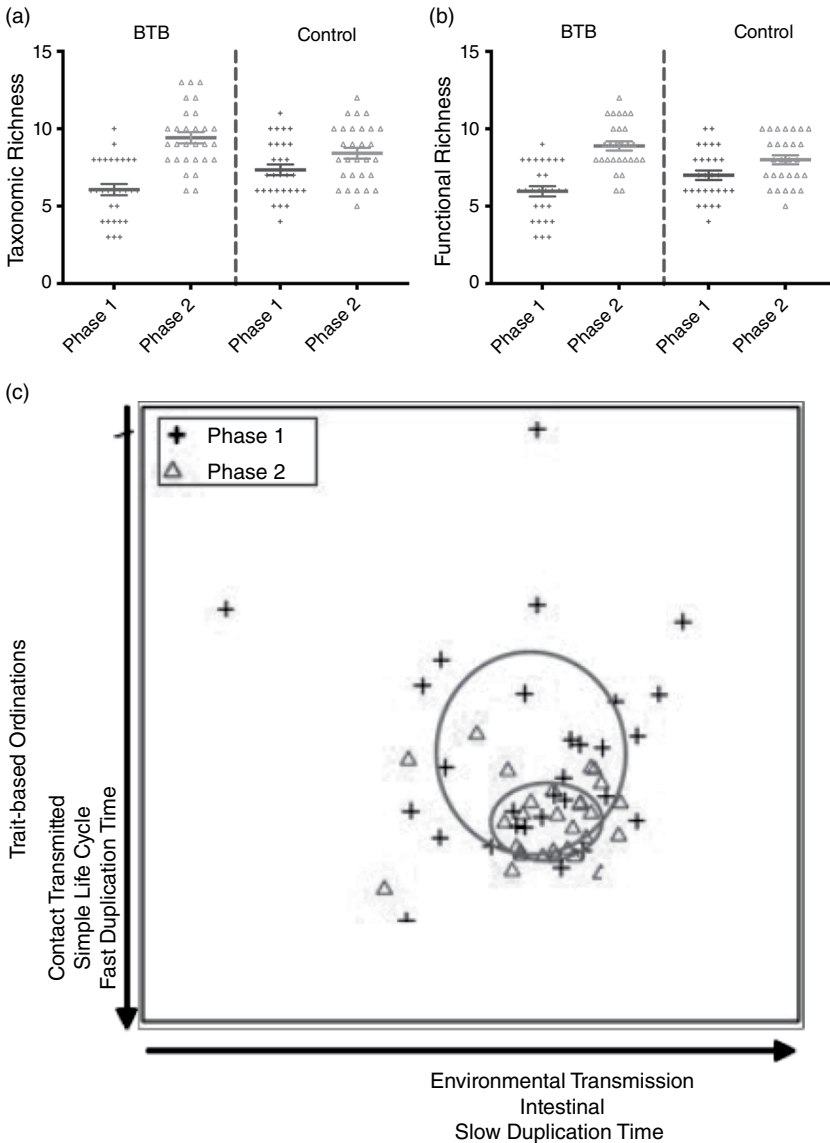 (a)
BTB
Control
Taxonomic Richness
15
10
5
0
Phase 1
Phase 2
Phase 1
Phase 2
(b)
BTB
Control
Functional Richness
15
10
5
0
Phase 1
Phase 2
Phase 1
Phase 2
(c)
Phase 1
Phase 2
Trait-based Ordinations
Contact Transmitted
Simple Life Cycle
Fast Duplication Time
Environmental Transmission
Intestinal
Slow Duplication Time